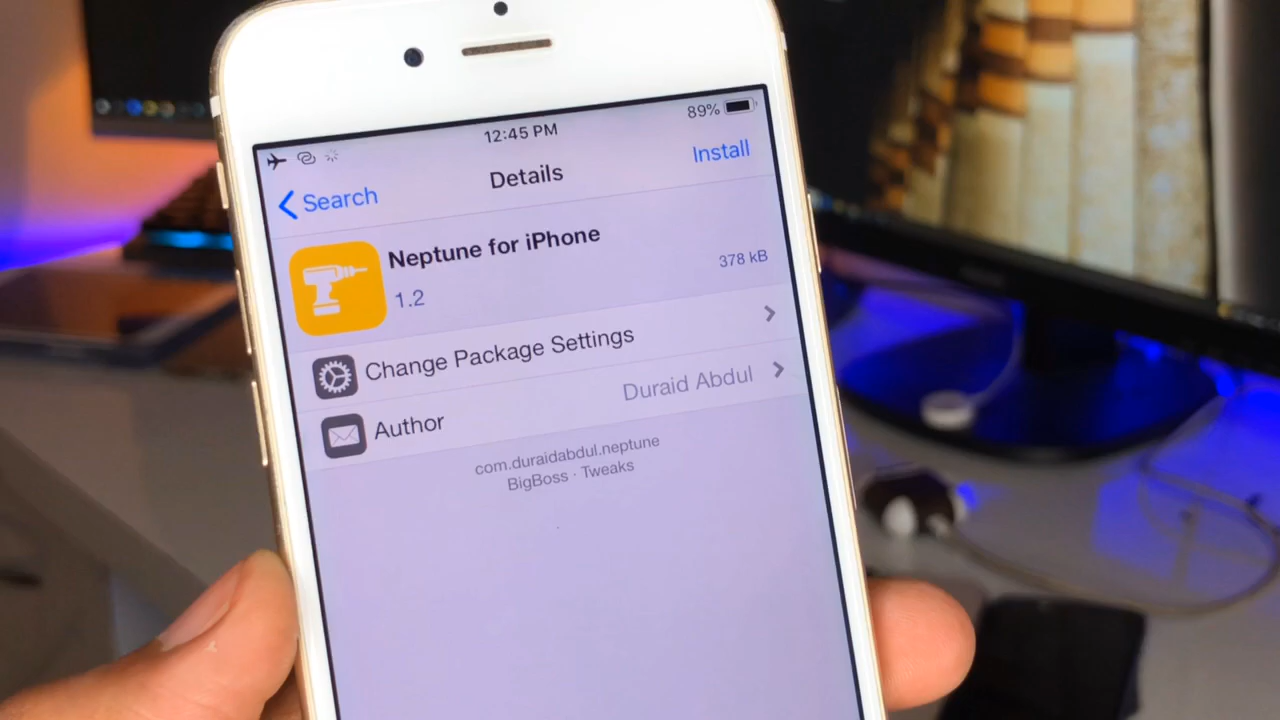 12:45 PM
89%
Search
Details
Install
Neptune for iPhone
1.2
378 kB
Change Package Settings
Author
Duraid Abdul
com.duraidabdul.neptune
BigBoss · Tweaks